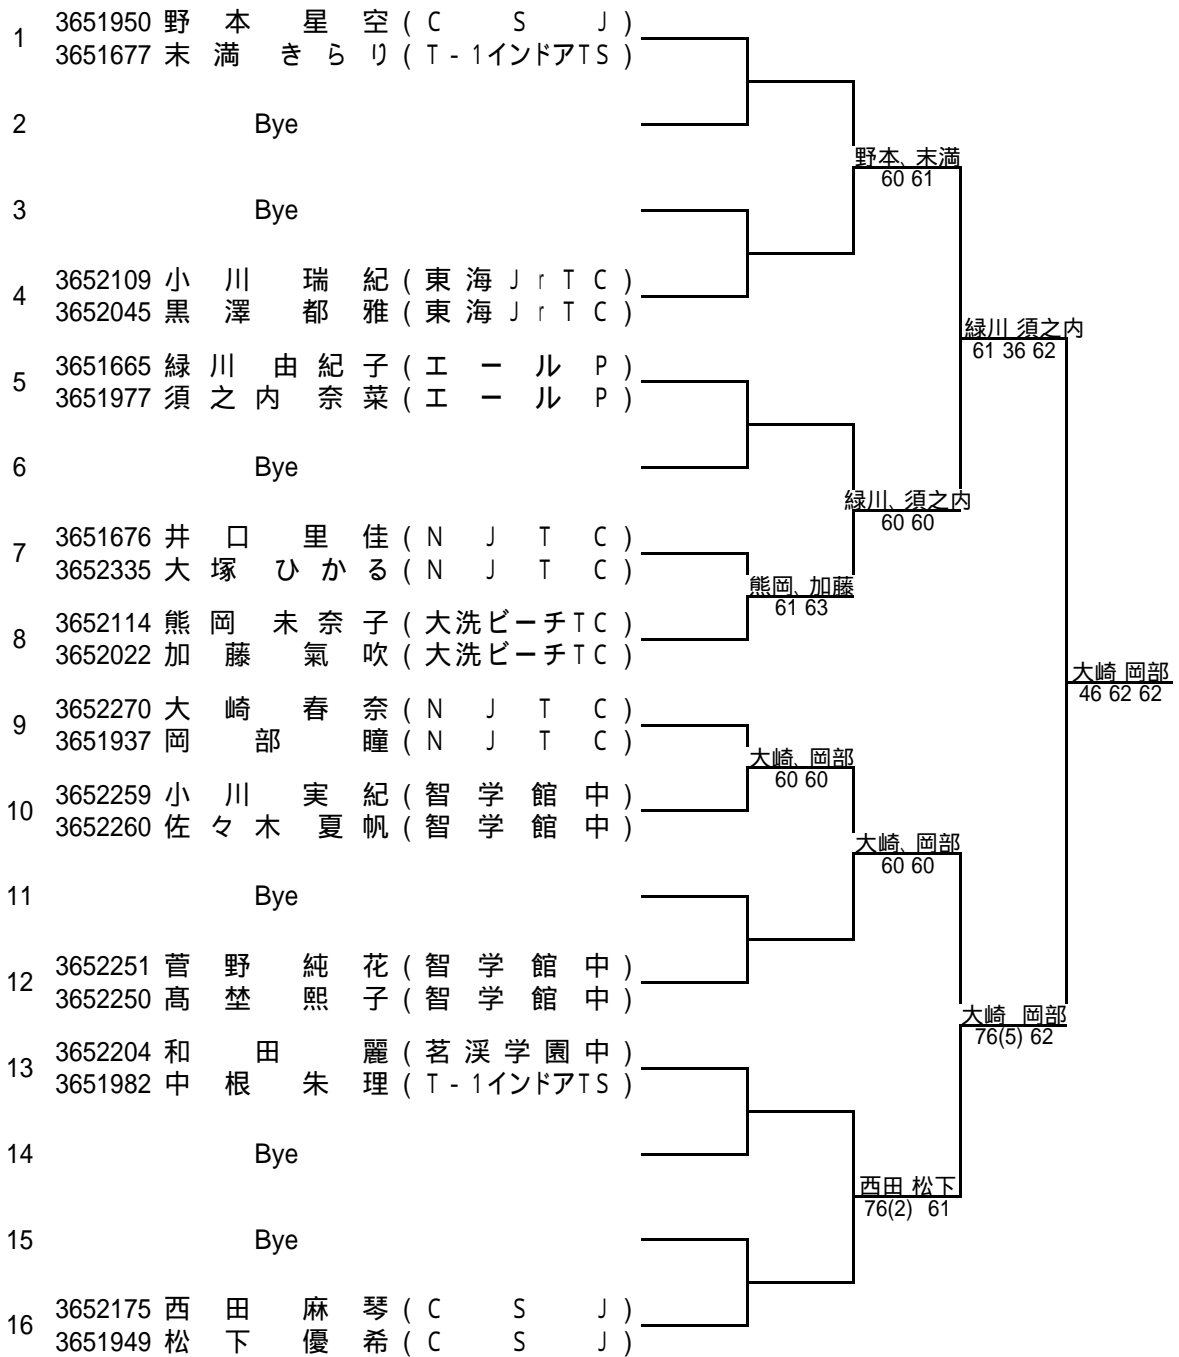 1
3651950 野本 星空 ( C S J )
3651677 末満 きらり ( T - 1インドアTS )
2 Bye
野本、末満
60 61
3 Bye
4
3652109 小川 瑞紀 ( 東海JrTC )
3652045 黒澤 都雅 ( 東海JrTC )
緑川 須之内
61 36 62
5
3651665 緑川 由紀子 ( エールP )
3651977 須之内 奈菜 ( エールP )
6 Bye
緑川、須之内
60 60
7
3651676 井口 里佳 ( N J T C )
3652335 大塚 ひかる ( N J T C )
熊岡、加藤
61 63
8
3652114 熊岡 未奈子 ( 大洗ビーチTC )
3652022 加藤 氣吹 ( 大洗ビーチTC )
大崎 岡部
46 62 62
9
3652270 大崎 春奈 ( N J T C )
3651937 岡部 瞳 ( N J T C )
大崎、岡部
60 60
10
3652259 小川 実紀 ( 智学館中 )
3652260 佐々木 夏帆 ( 智学館中 )
大崎、岡部
60 60
11 Bye
12
3652251 菅野 純花 ( 智学館中 )
3652250 髙埜 熙子 ( 智学館中 )
大崎 岡部
76(5) 62
13
3652204 和田 麗 ( 茗渓学園中 )
3651982 中根 朱理 ( T - 1インドアTS )
14 Bye
西田 松下
76(2) 61
15 Bye
16
3652175 西田 麻琴 ( C S J )
3651949 松下 優希 ( C S J )